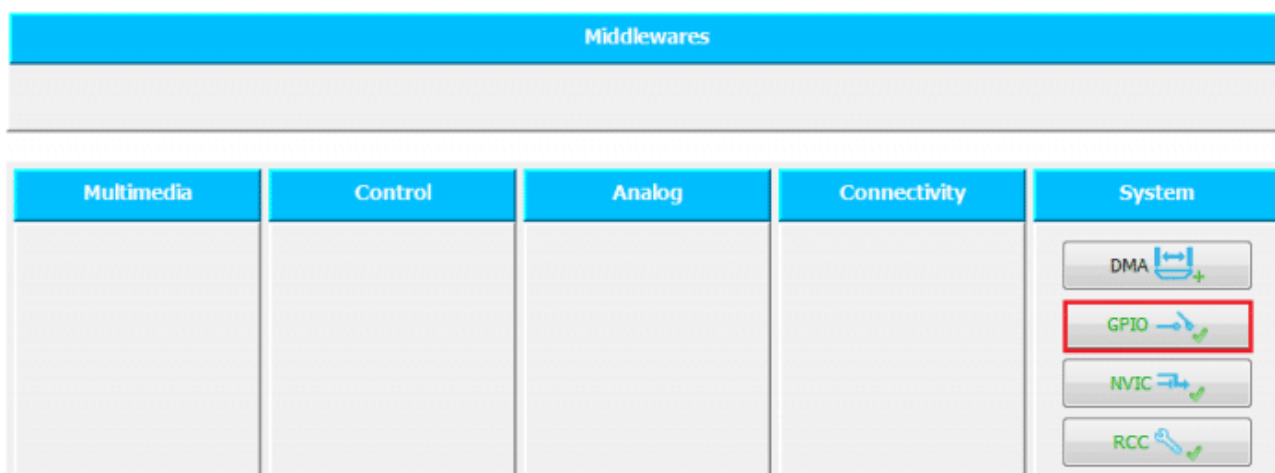 Middlewares
Multimedia Control Analog Connectivity System
DMA
GPIO
NVIC
RCC